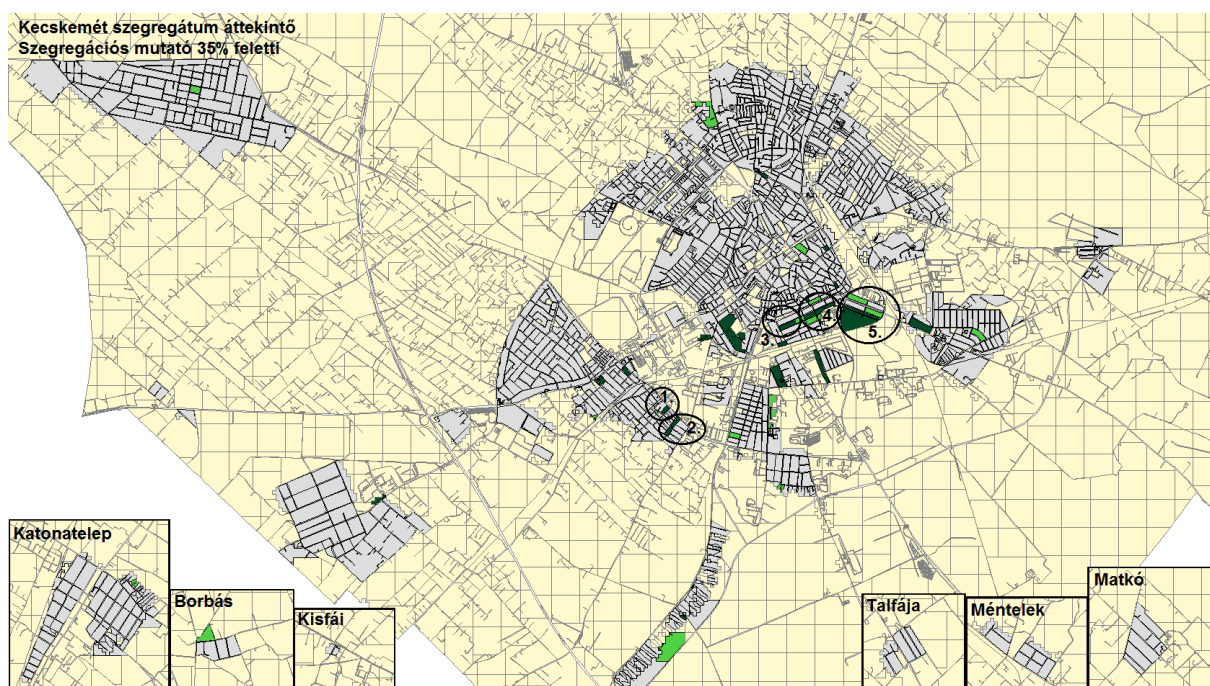 Kecskemét szegregátum áttekintő
Szegregációs mutató 35% feletti
1.
2.
3.
4.
5.
Katonatelep
Borbás
Kisfái
Talfája
Méntelek
Matkó